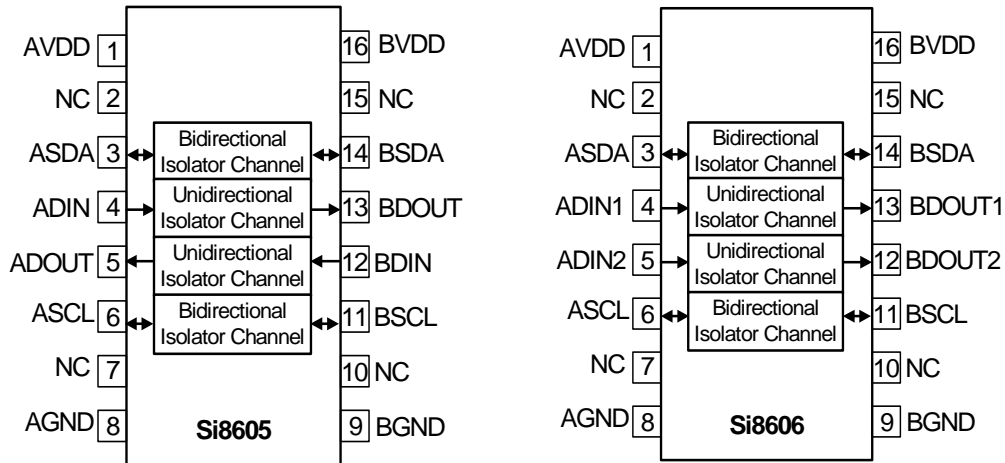 AVDD 1 16 BVDD
NC 2 15 NC
ASDA 3 Bidirectional Isolator Channel 14 BSDA
ADIN 4 Unidirectional Isolator Channel 13 BDOUT
ADOUT 5 Unidirectional Isolator Channel 12 BDIN
ASCL 6 Bidirectional Isolator Channel 11 BSCL
NC 7 10 NC
AGND 8 Si8605 9 BGND
AVDD 1 16 BVDD
NC 2 15 NC
ASDA 3 Bidirectional Isolator Channel 14 BSDA
ADIN1 4 Unidirectional Isolator Channel 13 BDOUT1
ADIN2 5 Unidirectional Isolator Channel 12 BDOUT2
ASCL 6 Bidirectional Isolator Channel 11 BSCL
NC 7 10 NC
AGND 8 Si8606 9 BGND